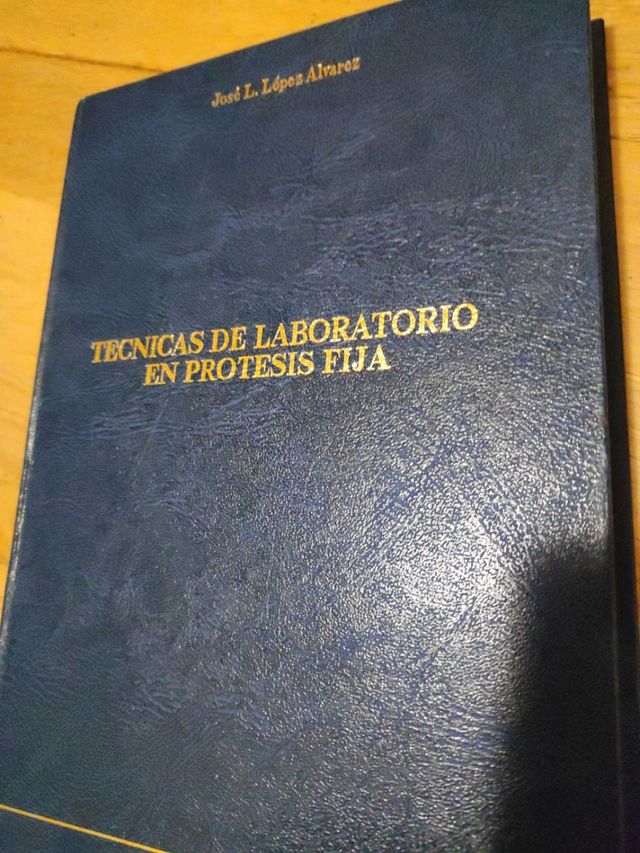 José L. López Alvarez
TECNICAS DE LABORATORIO
EN PROTESIS FIJA